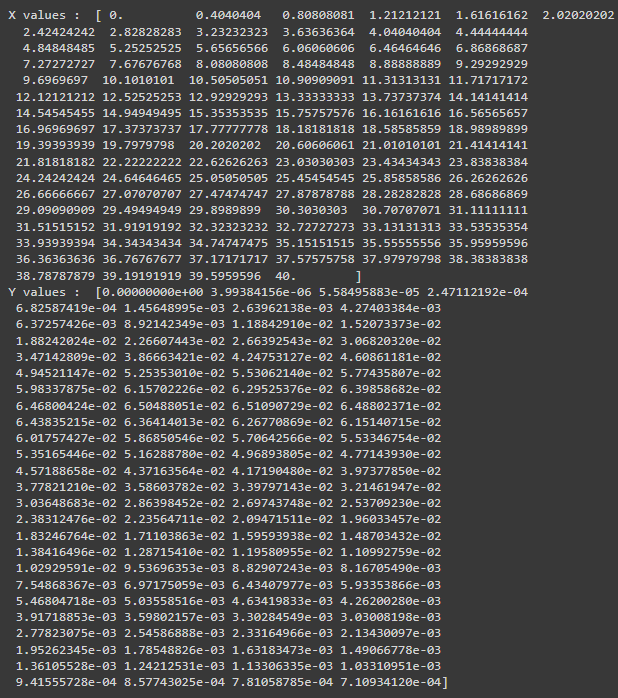 X values :  [ 0.          0.4040404   0.80808081  1.21212121  1.61616162  2.02020202
  2.42424242  2.82828283  3.23232323  3.63636364  4.04040404  4.44444444
  4.84848485  5.25252525  5.65656566  6.06060606  6.46464646  6.86868687
  7.27272727  7.67676768  8.08080808  8.48484848  8.88888889  9.29292929
  9.6969697  10.1010101  10.50505051 10.90909091 11.31313131 11.71717172
 12.12121212 12.52525253 12.92929293 13.33333333 13.73737374 14.14141414
 14.54545455 14.94949495 15.35353535 15.75757576 16.16161616 16.56565657
 16.96969697 17.37373737 17.77777778 18.18181818 18.58585859 18.98989899
 19.39393939 19.7979798  20.2020202  20.60606061 21.01010101 21.41414141
 21.81818182 22.22222222 22.62626263 23.03030303 23.43434343 23.83838384
 24.24242424 24.64646465 25.05050505 25.45454545 25.85858586 26.26262626
 26.66666667 27.07070707 27.47474747 27.87878788 28.28282828 28.68686869
 29.09090909 29.49494949 29.8989899  30.3030303  30.70707071 31.11111111
 31.51515152 31.91919192 32.32323232 32.72727273 33.13131313 33.53535354
 33.93939394 34.34343434 34.74747475 35.15151515 35.55555556 35.95959596
 36.36363636 36.76767677 37.17171717 37.57575758 37.97979798 38.38383838
 38.78787879 39.19191919 39.5959596  40.        ]
Y values :  [0.00000000e+00 3.99384156e-06 5.58495883e-05 2.47112192e-04
 6.82587419e-04 1.45648995e-03 2.63962138e-03 4.27403384e-03
 6.37257426e-03 8.92142349e-03 1.18842910e-02 1.52073373e-02
 1.88242024e-02 2.26607443e-02 2.66392543e-02 3.06820320e-02
 3.47142809e-02 3.86663421e-02 4.24753127e-02 4.60861181e-02
 4.94521147e-02 5.25353010e-02 5.53062140e-02 5.77435807e-02
 5.98337875e-02 6.15702226e-02 6.29525376e-02 6.39858682e-02
 6.46800424e-02 6.50488051e-02 6.51090729e-02 6.48802371e-02
 6.43835215e-02 6.36414013e-02 6.26770869e-02 6.15140715e-02
 6.01757427e-02 5.86850546e-02 5.70642566e-02 5.53346754e-02
 5.35165446e-02 5.16288780e-02 4.96893805e-02 4.77143930e-02
 4.57188658e-02 4.37163564e-02 4.17190480e-02 3.97377850e-02
 3.77821210e-02 3.58603782e-02 3.39797143e-02 3.21461947e-02
 3.03648683e-02 2.86398452e-02 2.69743748e-02 2.53709230e-02
 2.38312476e-02 2.23564711e-02 2.09471511e-02 1.96033457e-02
 1.83246764e-02 1.71103863e-02 1.59593938e-02 1.48703432e-02
 1.38416496e-02 1.28715410e-02 1.19580955e-02 1.10992759e-02
 1.02929591e-02 9.53696353e-03 8.82907243e-03 8.16705490e-03
 7.54868367e-03 6.97175059e-03 6.43407977e-03 5.93353866e-03
 5.46804718e-03 5.03558516e-03 4.63419833e-03 4.26200280e-03
 3.91718853e-03 3.59802157e-03 3.30284549e-03 3.03008198e-03
 2.77823075e-03 2.54586888e-03 2.33164966e-03 2.13430097e-03
 1.95262345e-03 1.78548826e-03 1.63183473e-03 1.49066778e-03
 1.36105528e-03 1.24212531e-03 1.13306335e-03 1.03310951e-03
 9.41555728e-04 8.57743025e-04 7.81058785e-04 7.10934120e-04]